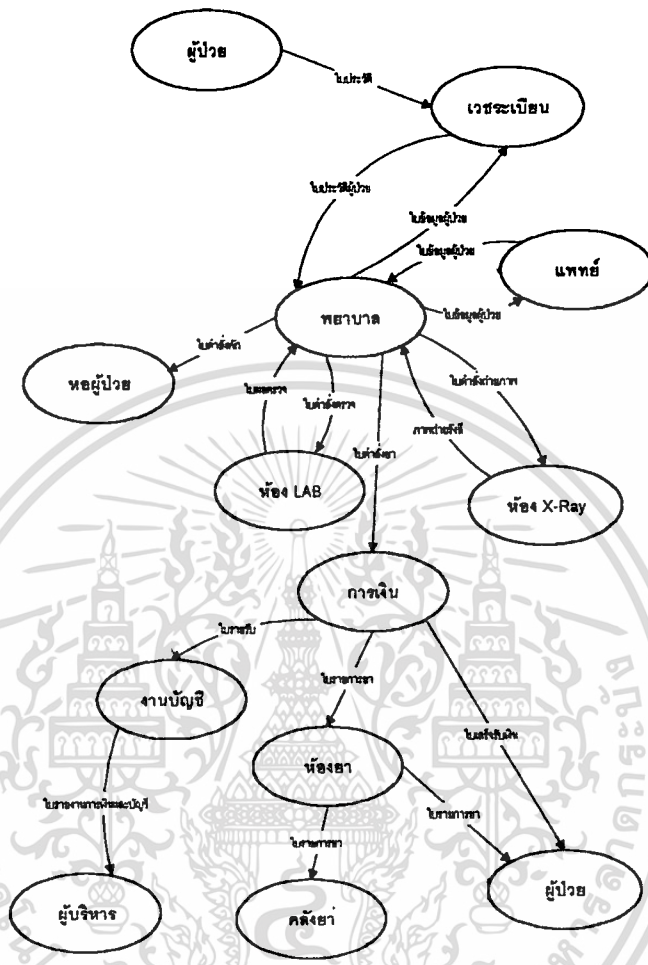 ผู้ป่วย
ใบประวัติ
เวชระเบียน
ใบประวัติผู้ป่วย
ใบข้อมูลผู้ป่วย
ใบข้อมูลผู้ป่วย
แพทย์
พยาบาล
ใบข้อมูลผู้ป่วย
หอผู้ป่วย
ใบผลตรวจ
ใบคำสั่งตรวจ
ใบคำสั่งถ่ายภาพ
ภาพถ่ายรังสี
ใบคำสั่งยา
ห้อง LAB
ห้อง X-Ray
การเงิน
ใบรายรับ
งานบัญชี
ใบรายการยา
ใบเสร็จรับเงิน
ห้องยา
ใบรายงานการเงินและบัญชี
ใบรายการยา
ใบรายการยา
ผู้บริหาร
คลังยา
ผู้ป่วย